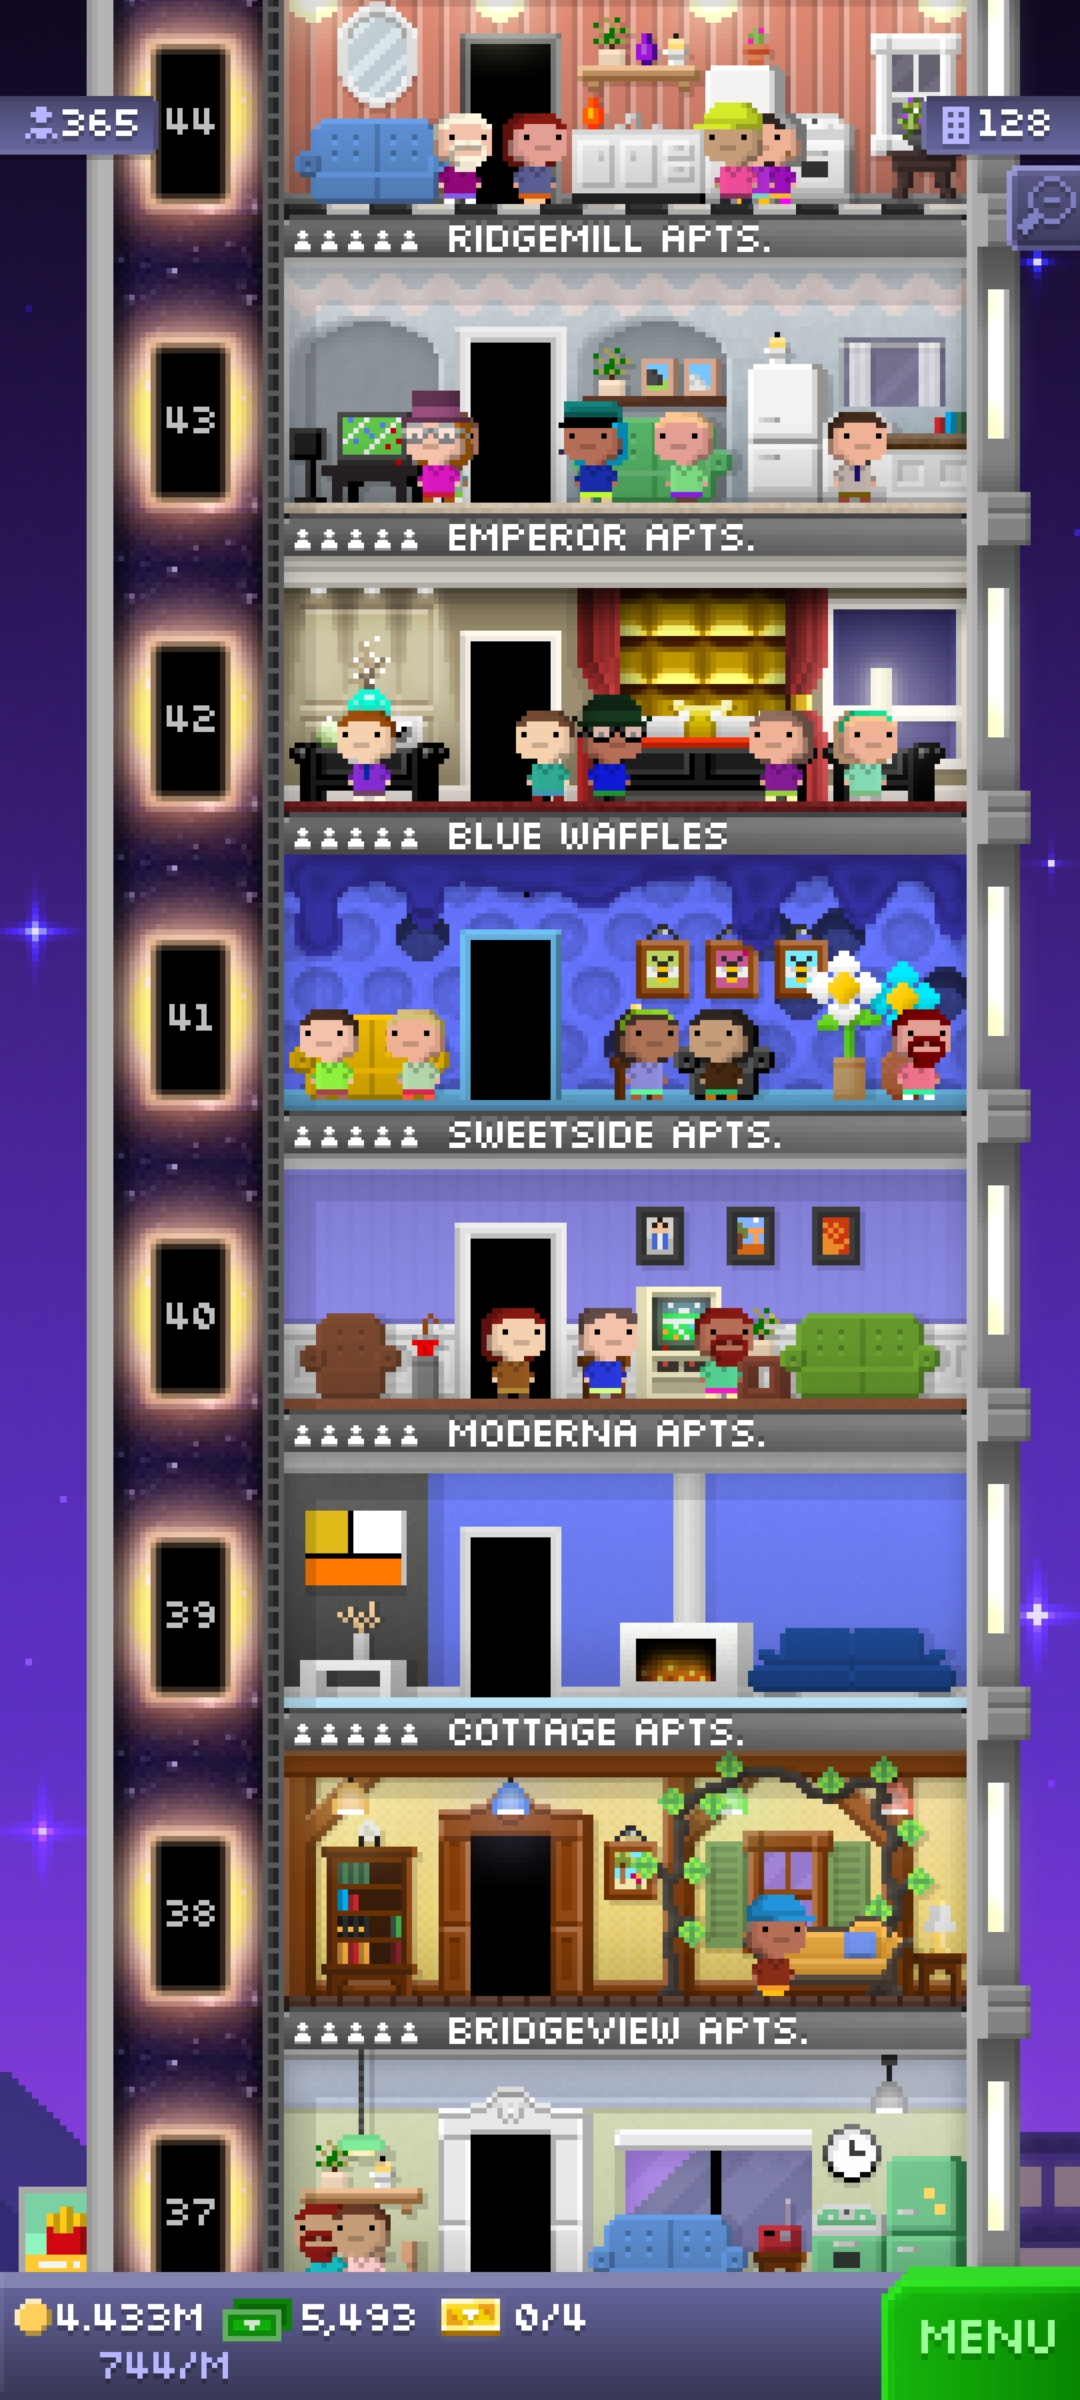 44
365
128
RIDGEMILL APTS.
43
EMPEROR APTS.
42
BLUE WAFFLES
41
SWEETSIDE APTS.
40
MODERNA APTS.
39
COTTAGE APTS.
38
BRIDGEVIEW APTS.
37
4.433M 5,493 0/4
744/M
MENU